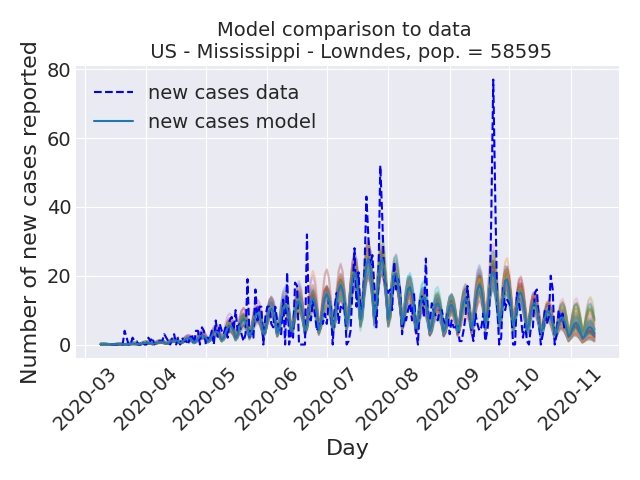 Model comparison to data
US - Mississippi - Lowndes, pop. = 58595
Number of new cases reported
80
60
40
20
0
new cases data
new cases model
2020-03
2020-04
2020-05
2020-06
2020-07
2020-08
2020-09
2020-10
2020-11
Day